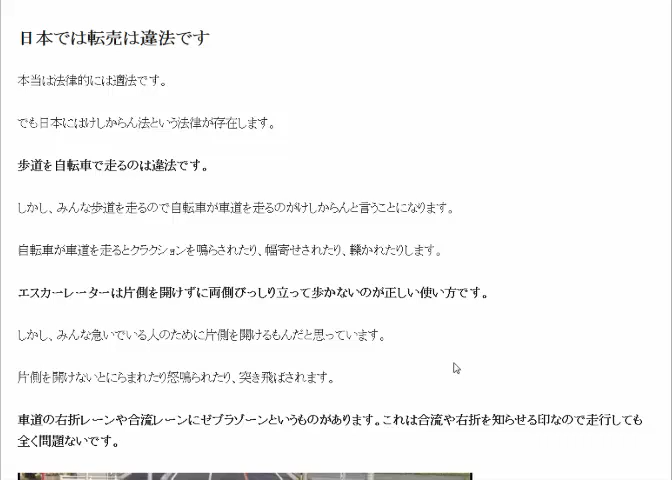 日本では転売は違法です
本当は法律的には適法です。
でも日本にはけしからん法という法律が存在します。
歩道を自転車で走るのは違法です。
しかし、みんな歩道を走るので自転車が車道を走るのがけしからんと言うことになります。
自転車が車道を走るとクラクションを鳴らされたり、幅寄せされたり、轢かれたりします。
エスカーレーターは片側を開けずに両側びっしり立って歩かないのが正しい使い方です。
しかし、みんな急いでいる人のために片側を開けるもんだと思っています。
片側を開けないとにらまれたり怒鳴られたり、突き飛ばされます。
車道の右折レーンや合流レーンにゼブラゾーンというものがあります。これは合流や右折を知らせる印なので走行しても
全く問題ないです。